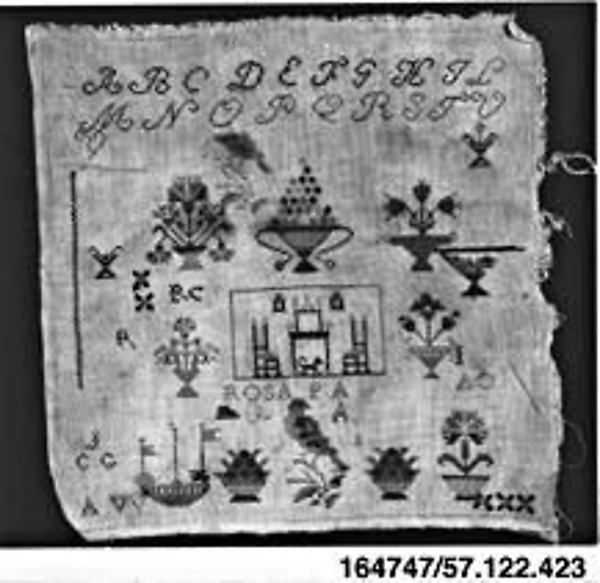 A B C D E F G H I L
M N O P Q R S T V
B.C
R
ROSA P A
A
A O
J
C G
A
XXX
164747/57.122.423